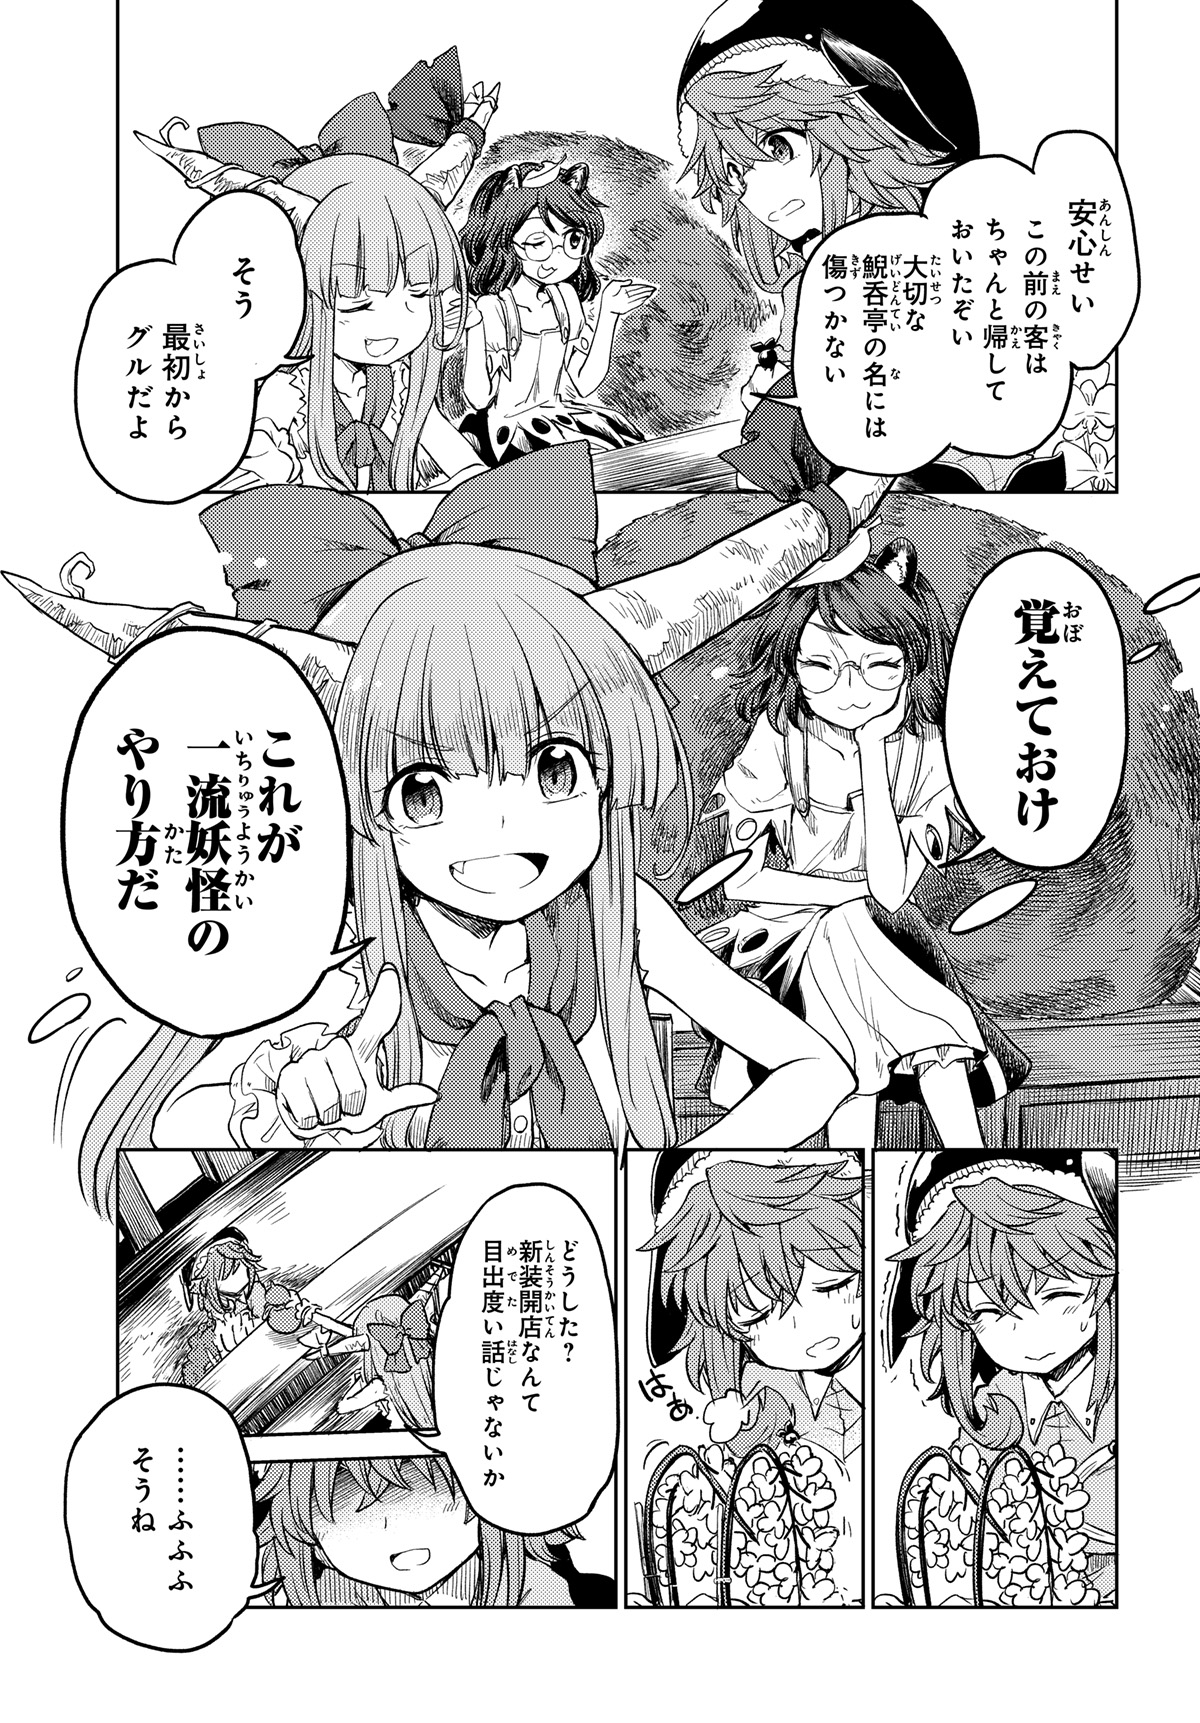 安心せい
この前の客は
ちゃんと帰して
おいたぞい
大切な
鯢呑亭の名には
傷つかない
そう
最初から
グルだよ
覚えておけ
これが
一流妖怪の
やり方だ
はぁ
どうした?
新装開店なんて
目出度い話じゃないか
……ふふふ
そうね